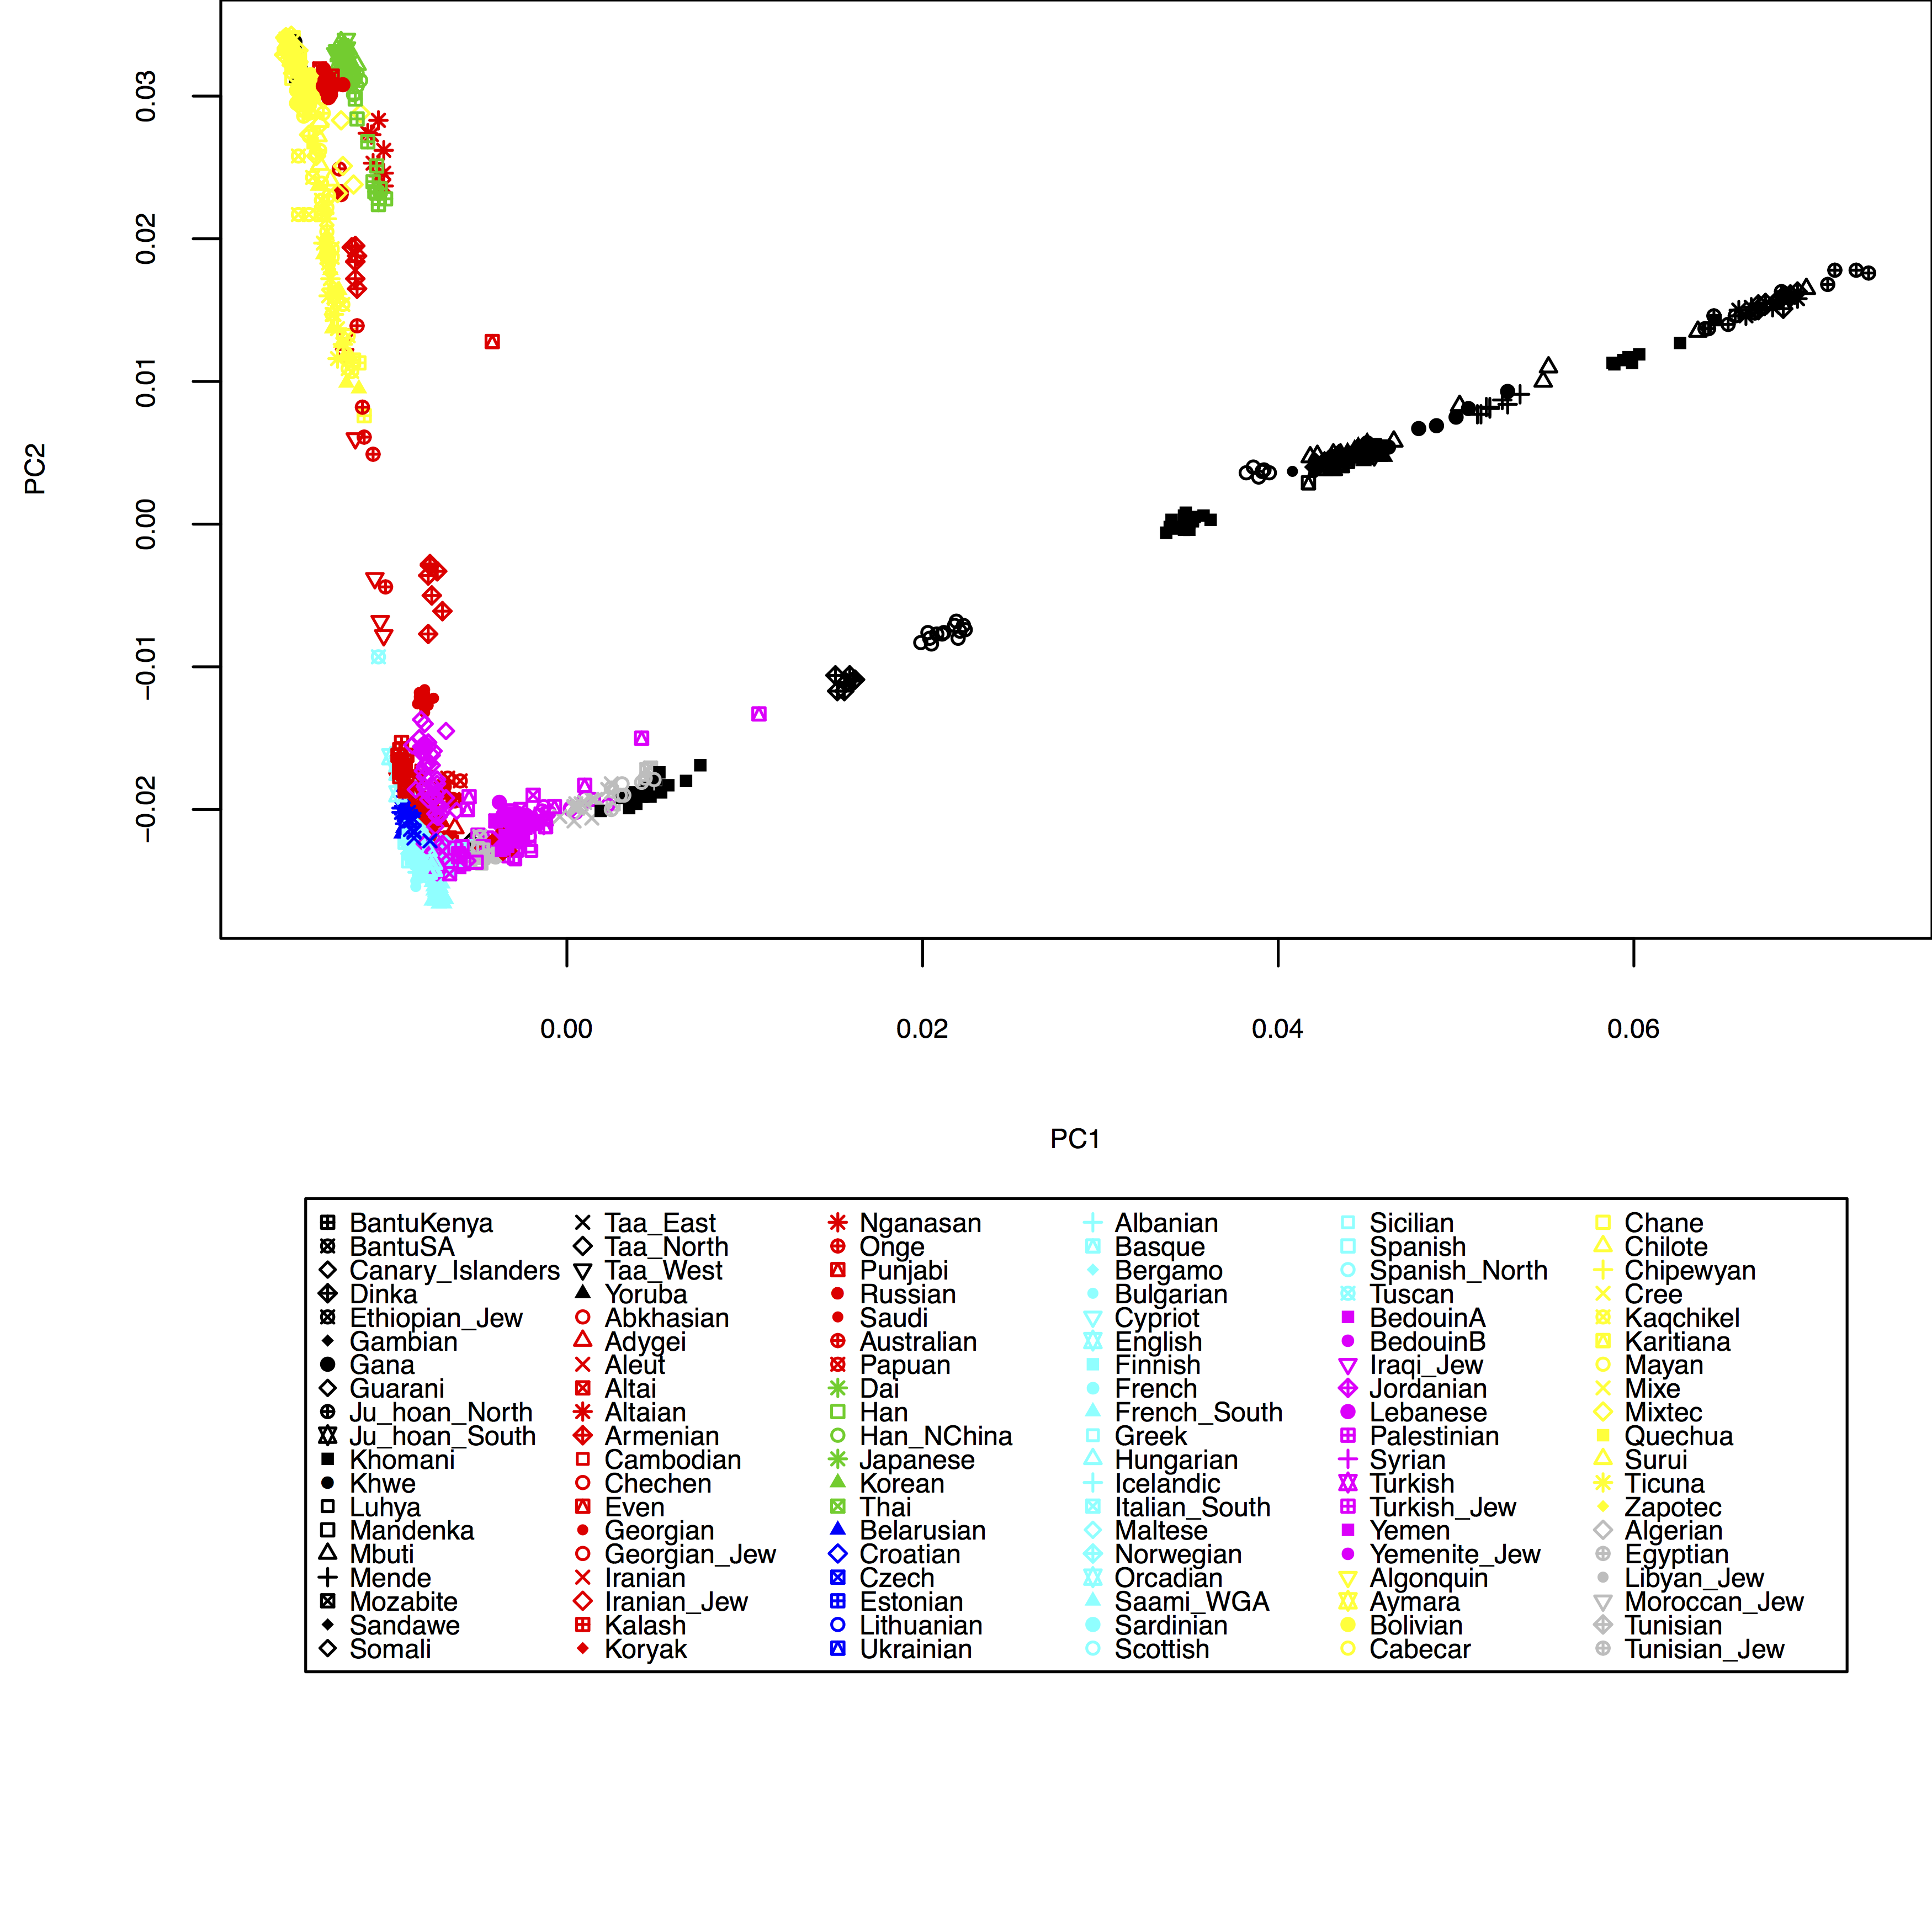 0.03
0.02
0.01
0.00
−0.01
−0.02
PC2
0.00 0.02 0.04 0.06
PC1
BantuKenya Taa_East Nganasan Albanian Sicilian Chane
BantuSA Taa_North Onge Basque Spanish Chilote
Canary_Islanders Taa_West Punjabi Bergamo Spanish_North Chipewyan
Dinka Yoruba Russian Bulgarian Tuscan Cree
Ethiopian_Jew Abkhasian Saudi Cypriot BedouinA Kaqchikel
Gambian Adygei Australian English BedouinB Karitiana
Gana Aleut Papuan Finnish Iraqi_Jew Mayan
Guarani Altai Dai French Jordanian Mixe
Ju_hoan_North Altaian Han French_South Lebanese Mixtec
Ju_hoan_South Armenian Han_NChina Greek Palestinian Quechua
Khomani Cambodian Japanese Hungarian Syrian Surui
Khwe Chechen Korean Icelandic Turkish Ticuna
Luhya Even Thai Italian_South Turkish_Jew Zapotec
Mandenka Georgian Belarusian Maltese Yemen Algerian
Mbuti Georgian_Jew Croatian Norwegian Yemenite_Jew Egyptian
Mende Iranian Czech Orcadian Algonquin Libyan_Jew
Mozabite Iranian_Jew Estonian Saami_WGA Aymara Moroccan_Jew
Sandawe Kalash Lithuanian Sardinian Bolivian Tunisian
Somali Koryak Ukrainian Scottish Cabecar Tunisian_Jew